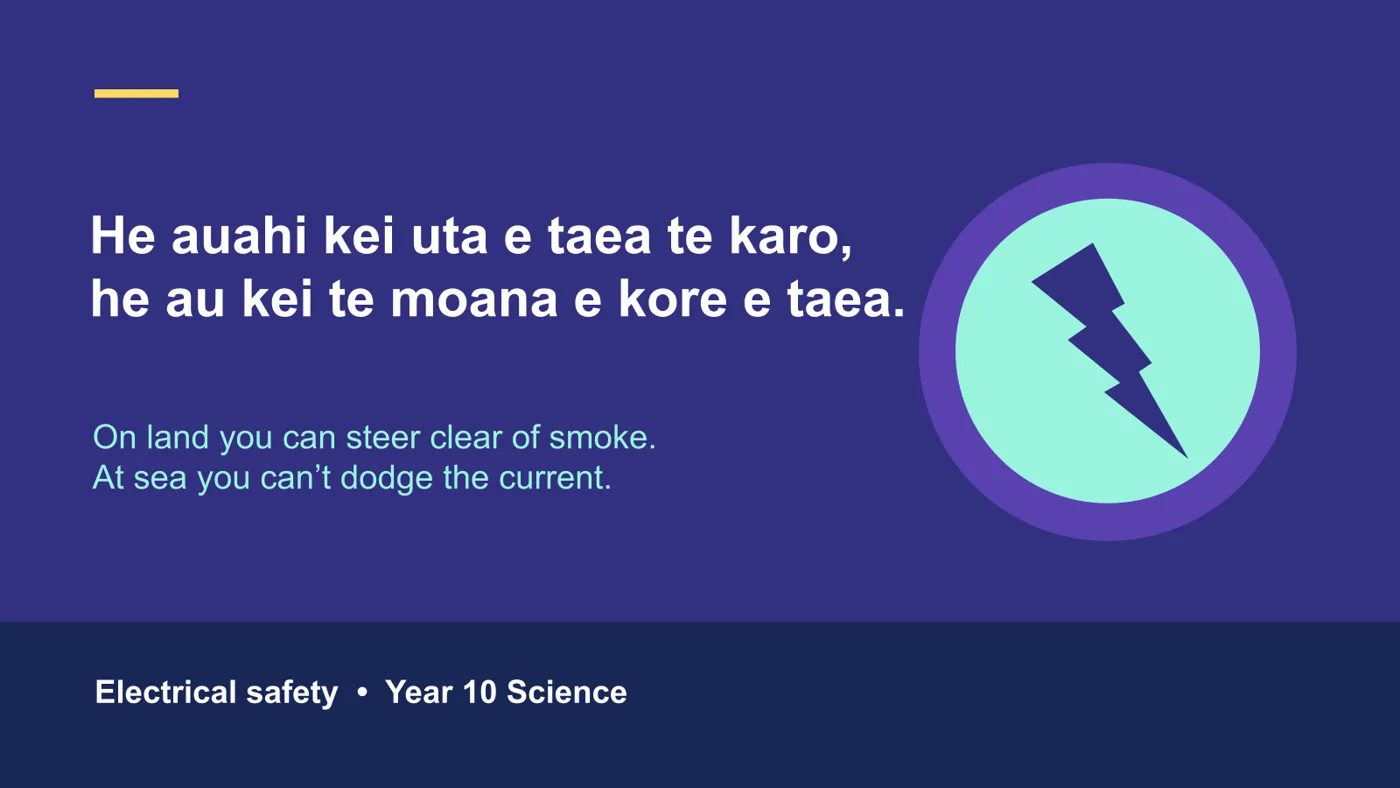 He auahi kei uta e taea te karo,
he au kei te moana e kore e taea.
On land you can steer clear of smoke.
At sea you can’t dodge the current.
Electrical safety • Year 10 Science